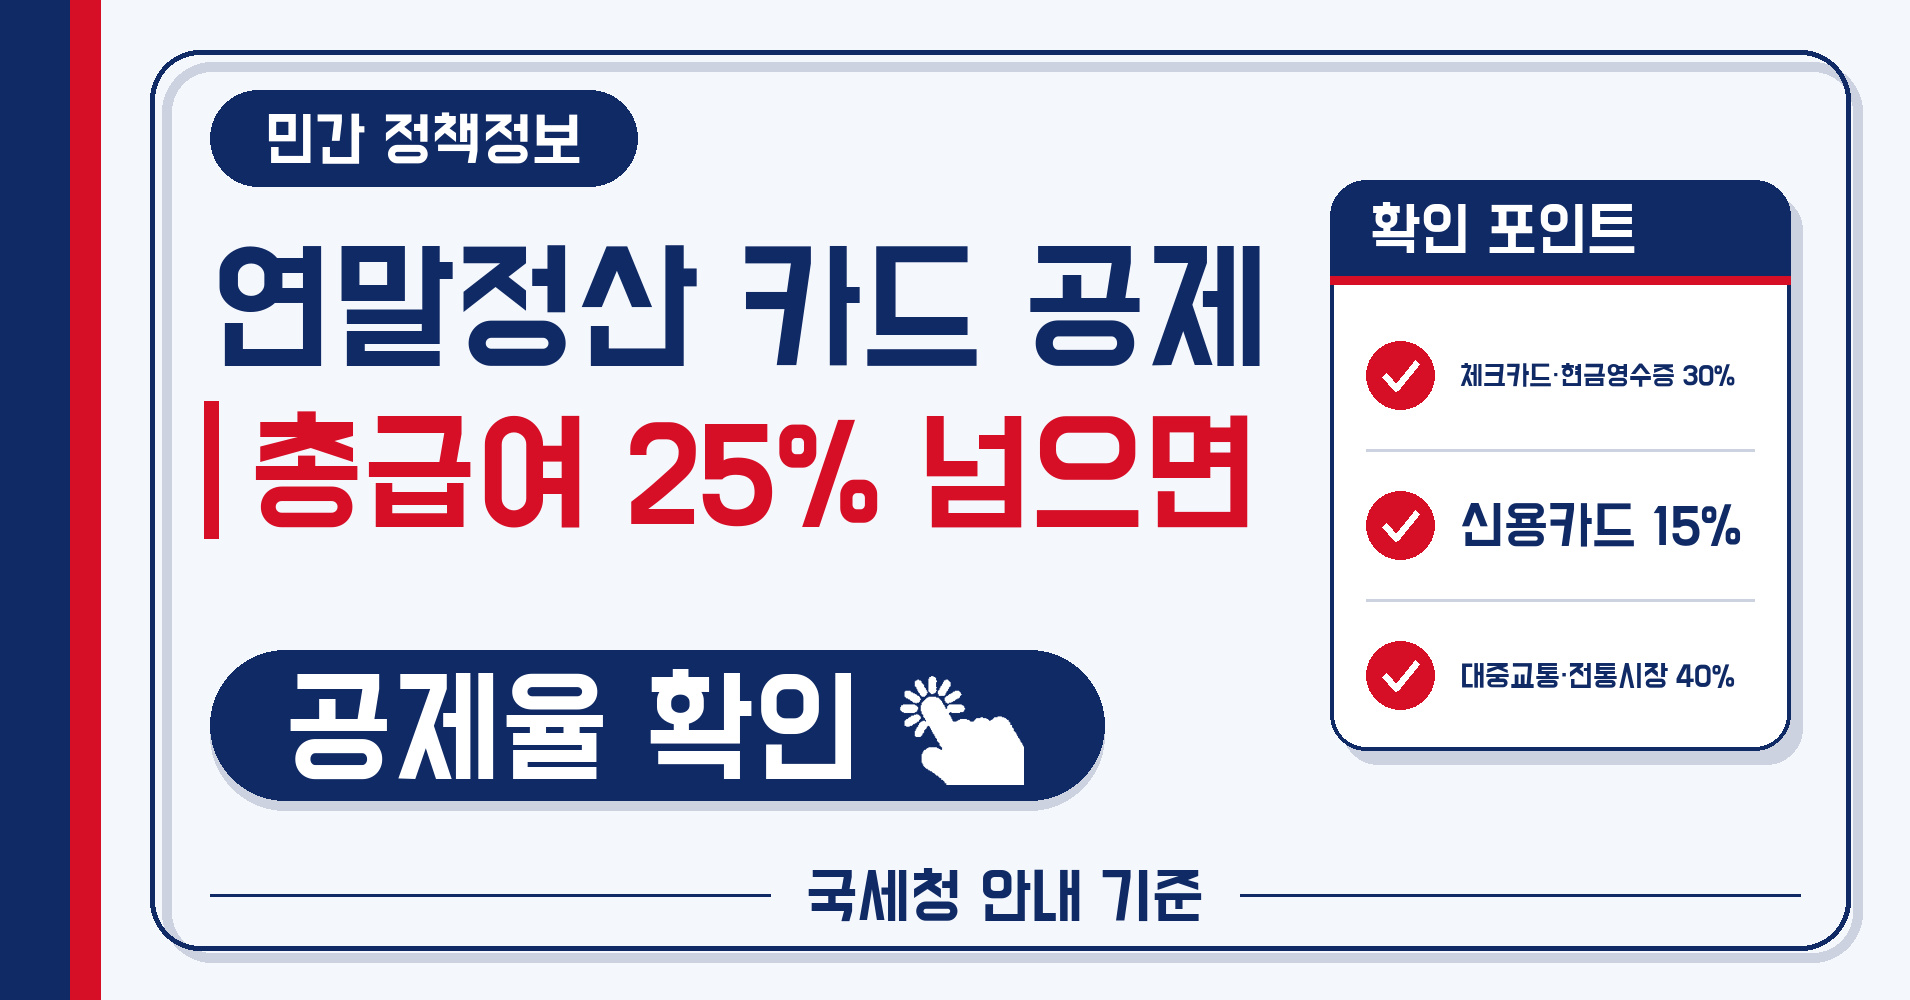 민간 정책정보
연말정산 카드 공제
총급여 25% 넘으면
공제율 확인
확인 포인트
체크카드·현금영수증 30%
신용카드 15%
대중교통·전통시장 40%
국세청 안내 기준